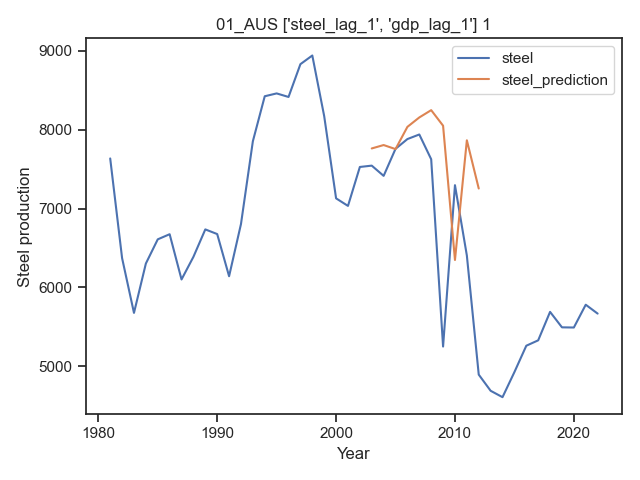 01_AUS ['steel_lag_1', 'gdp_lag_1'] 1
steel
steel_prediction
9000
8000
7000
6000
5000
Steel production
1980
1990
2000
2010
2020
Year